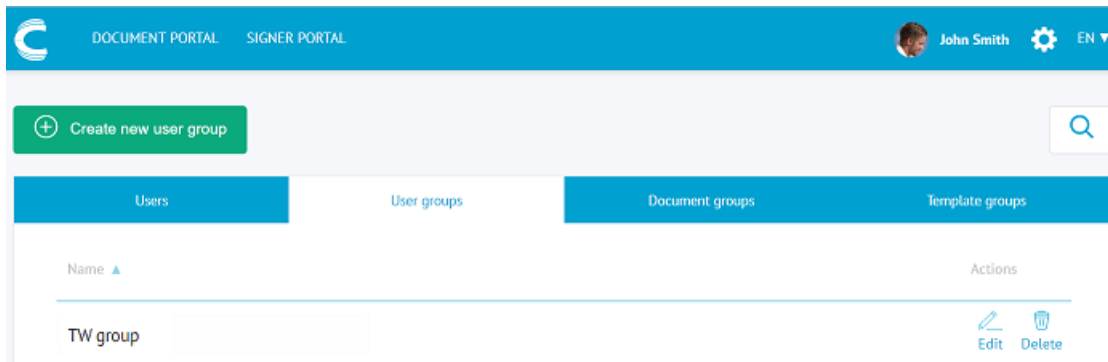 DOCUMENT PORTAL SIGNER PORTAL John Smith EN
Create new user group
Users User groups Document groups Template groups
Name Actions
TW group
Edit Delete